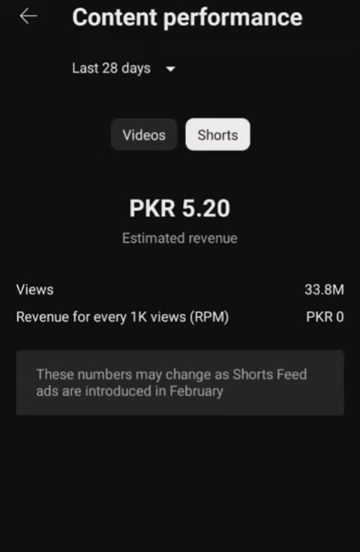 Content performance
Last 28 days
Videos
Shorts
PKR 5.20
Estimated revenue
Views 33.8M
Revenue for every 1K views (RPM) PKR 0
These numbers may change as Shorts Feed
ads are introduced in February